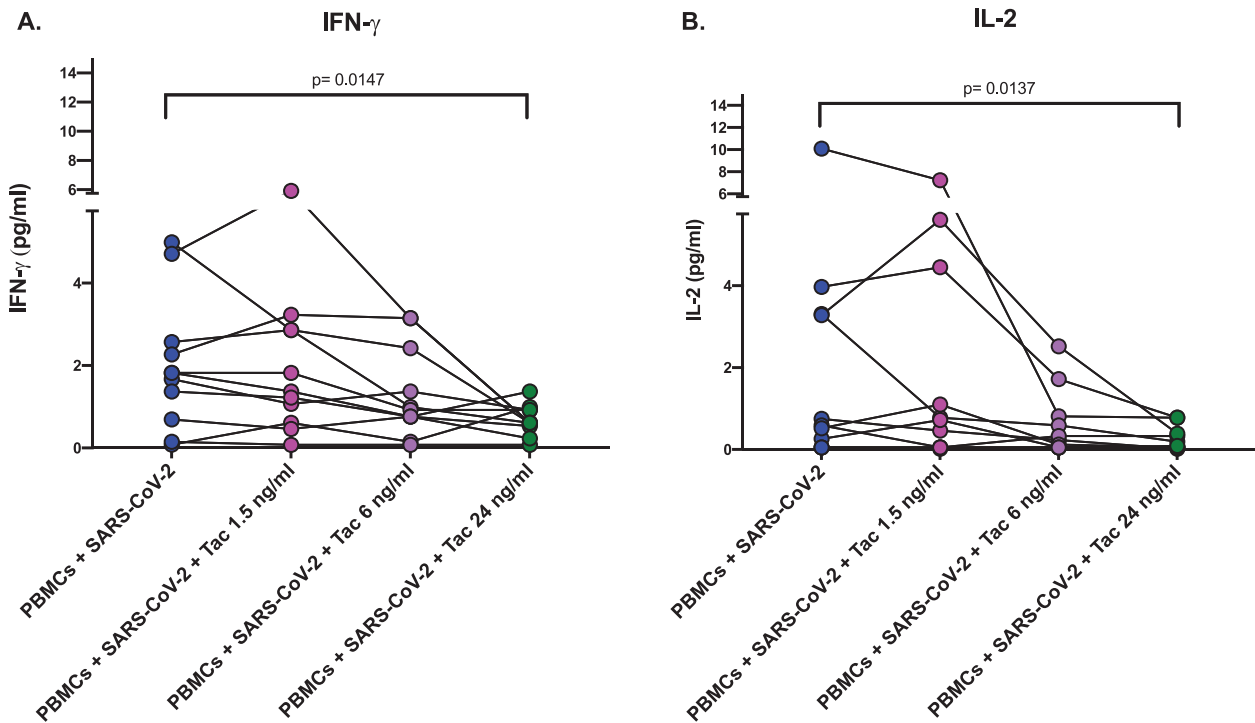 A.
IFN-γ
14
12
10
8
6
4
2
0
IFN-γ (pg/ml)
p= 0.0147
PBMCs + SARS-CoV-2
PBMCs + SARS-CoV-2 + Tac 1.5 ng/ml
PBMCs + SARS-CoV-2 + Tac 6 ng/ml
PBMCs + SARS-CoV-2 + Tac 24 ng/ml
B.
IL-2
14
12
10
8
6
4
2
0
IL-2 (pg/ml)
p= 0.0137
PBMCs + SARS-CoV-2
PBMCs + SARS-CoV-2 + Tac 1.5 ng/ml
PBMCs + SARS-CoV-2 + Tac 6 ng/ml
PBMCs + SARS-CoV-2 + Tac 24 ng/ml